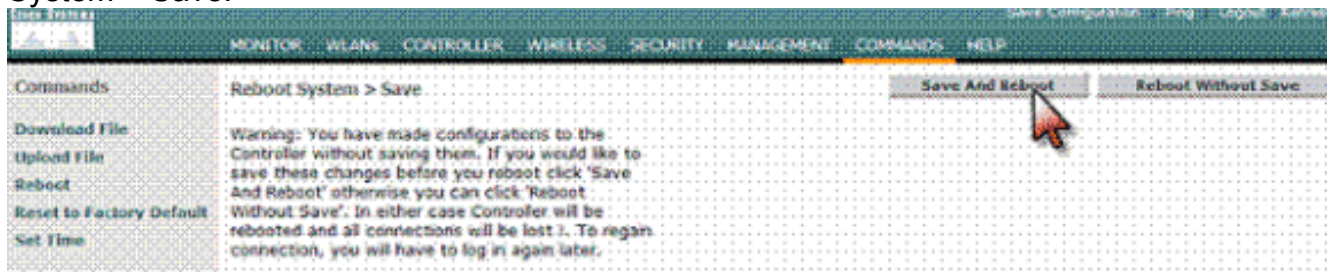 System > Save.
Cisco Systems
Save Configuration Ping Logout Refresh
MONITOR WLANs CONTROLLER WIRELESS SECURITY MANAGEMENT COMMANDS HELP
Commands
Download File
Upload File
Reboot
Reset to Factory Default
Set Time
Reboot System > Save
Save And Reboot
Reboot Without Save
Warning: You have made configurations to the
Controller without saving them. If you would like to
save these changes before you reboot click 'Save
And Reboot' otherwise you can click 'Reboot
Without Save'. In either case Controller will be
rebooted and all connections will be lost !. To regain
connection, you will have to log in again later.